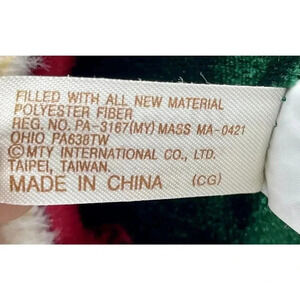 FILLED WITH ALL NEW MATERIAL
POLYESTER FIBER
REG. NO. PA-3167(MY) MASS MA-0421
OHIO PA638TW
©MTY INTERNATIONAL CO., LTD.
TAIPEI, TAIWAN.
MADE IN CHINA (CG)